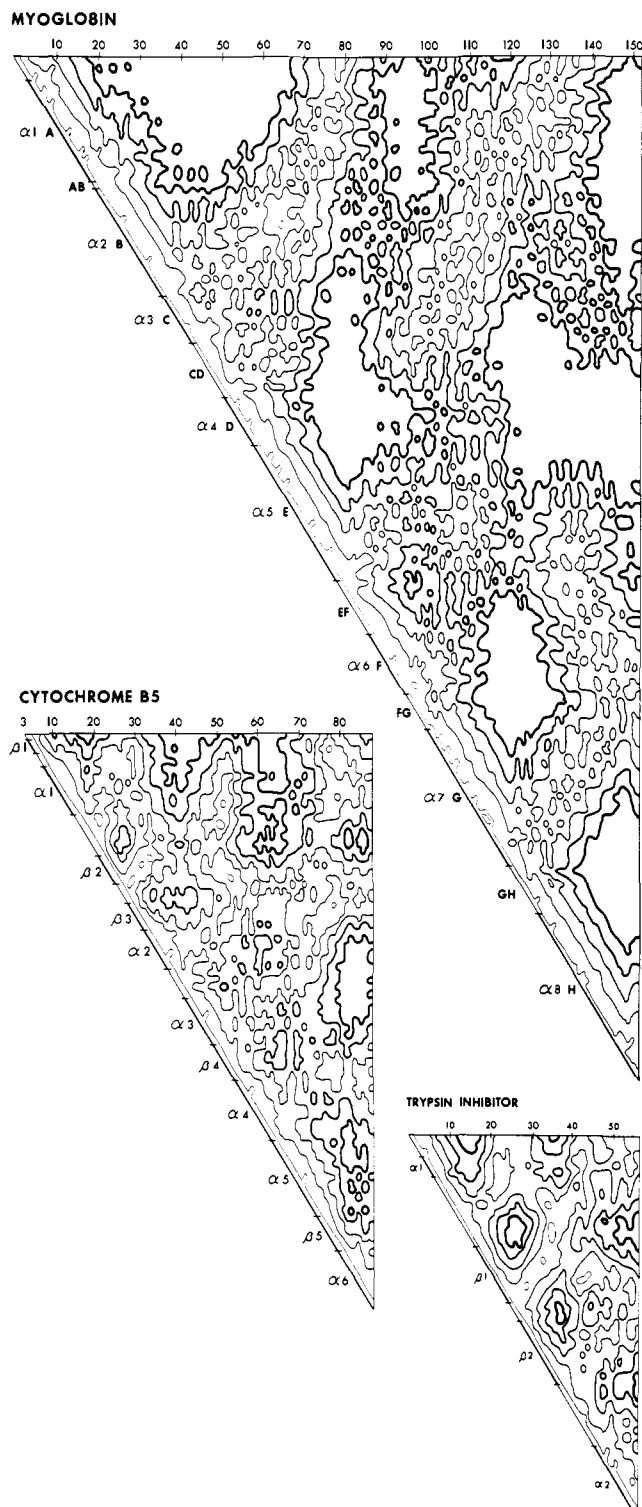 MYOGLOBIN
10 20 30 40 50 60 70 80 90 100 110 120 130 140 150
α1 A
AB
α2 B
α3 C
CD
α4 D
α5 E
EF
α6 F
FG
α7 G
GH
α8 H
CYTOCHROME B5
3 10 20 30 40 50 60 70 80
β1
α1
β2
β3
α2
α3
β4
α4
α5
β5
α6
TRYPSIN INHIBITOR
10 20 30 40 50
α1
β1
β2
α2